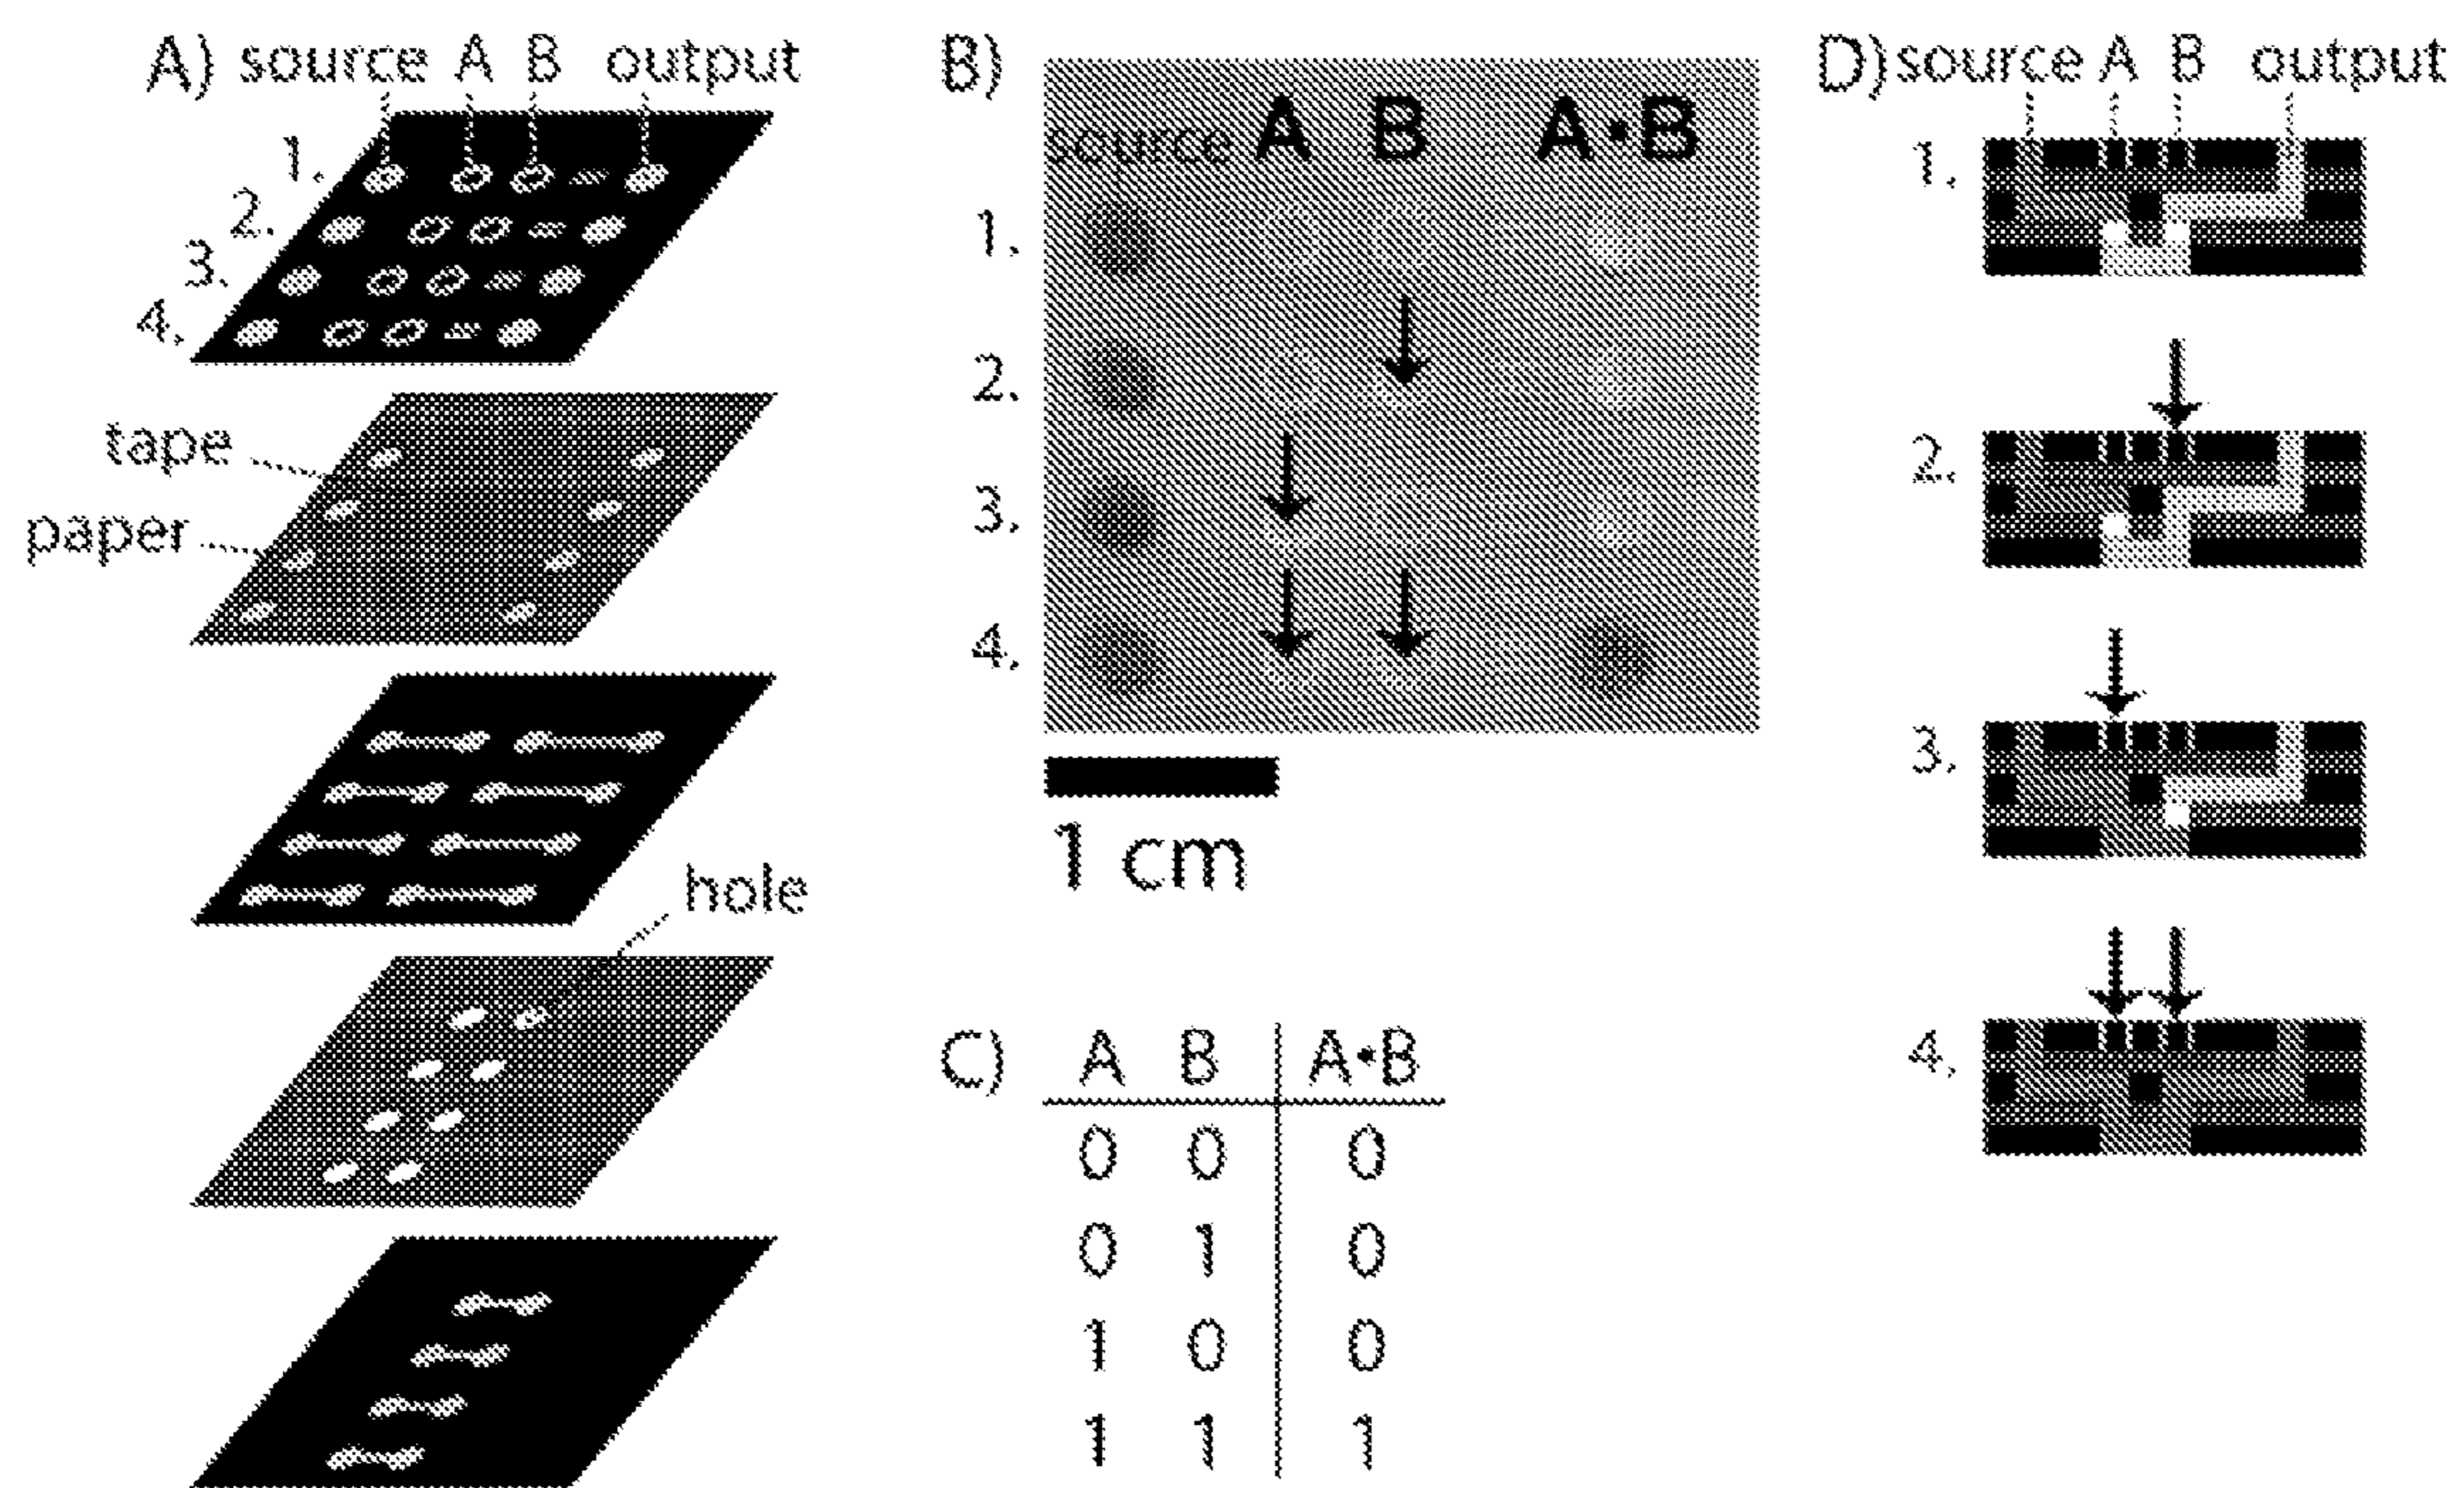 A) source A B output
1.
2.
3.
4.
tape
paper
hole
B)
source A B A•B
1.
2.
3.
4.
1 cm
C) A B A•B
0 0 0
0 1 0
1 0 0
1 1 1
D) source A B output
1.
2.
3.
4.